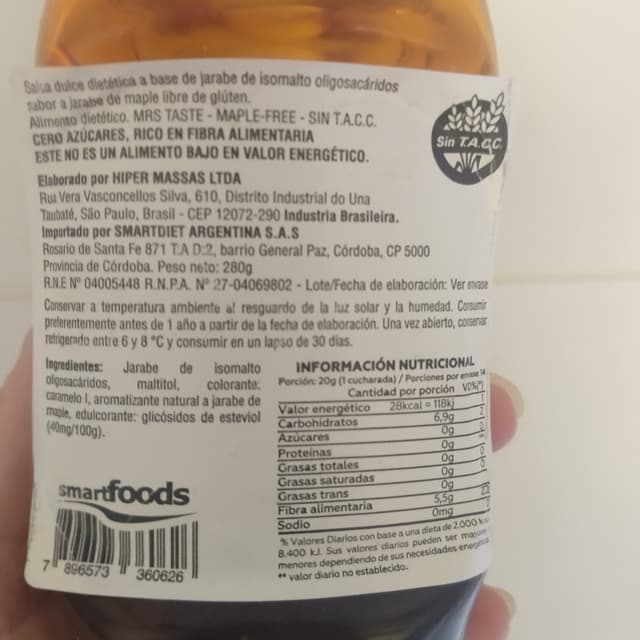 Salsa dulce dietética a base de jarabe de isomalto oligosacáridos
sabor a jarabe de maple libre de glúten.
Alimento dietético. MRS TASTE - MAPLE-FREE - SIN T.A.C.C.
CERO AZÚCARES, RICO EN FIBRA ALIMENTARIA
ESTE NO ES UN ALIMENTO BAJO EN VALOR ENERGÉTICO.
Sin T.A.C.C.
Elaborado por HIPER MASSAS LTDA
Rua Vera Vasconcellos Silva, 610, Distrito Industrial do Una
Taubaté, São Paulo, Brasil - CEP 12072-290 Industria Brasileira.
Importado por SMARTDIET ARGENTINA S.A.S
Rosario de Santa Fe 871 T:A D:2, barrio General Paz, Córdoba, CP 5000
Provincia de Córdoba. Peso neto: 280g
R.N.E Nº 04005448 R.N.P.A. Nº 27-04069802 - Lote/Fecha de elaboración: Ver envase
Conservar a temperatura ambiente al resguardo de la luz solar y la humedad. Consumir
preferentemente antes de 1 año a partir de la fecha de elaboración. Una vez abierto, conservar
refrigerado entre 6 y 8 °C y consumir en un lapso de 30 días.
Ingredientes: Jarabe de isomalto
oligosacáridos, maltitol, colorante:
caramelo I, aromatizante natural a jarabe de
maple, edulcorante: glicósidos de esteviol
(40mg/100g).
INFORMACIÓN NUTRICIONAL
Porción: 20g (1 cucharada) / Porciones por envase: 14
Cantidad por porción VD%(*)
Valor energético 28kcal = 118kj 1
Carbohidratos 6,9g 2
Azúcares 0g
Proteínas 0g
Grasas totales 0g 0
Grasas saturadas 0g 0
Grasas trans 0g
Fibra alimentaria 5,5g 22
Sodio 0mg
% Valores Diarios con base a una dieta de 2.000 kcal
8.400 kJ. Sus valores diarios pueden ser mayores
menores dependiendo de sus necesidades energéticas
** valor diario no establecido.
smartfoods
7 896573 360626